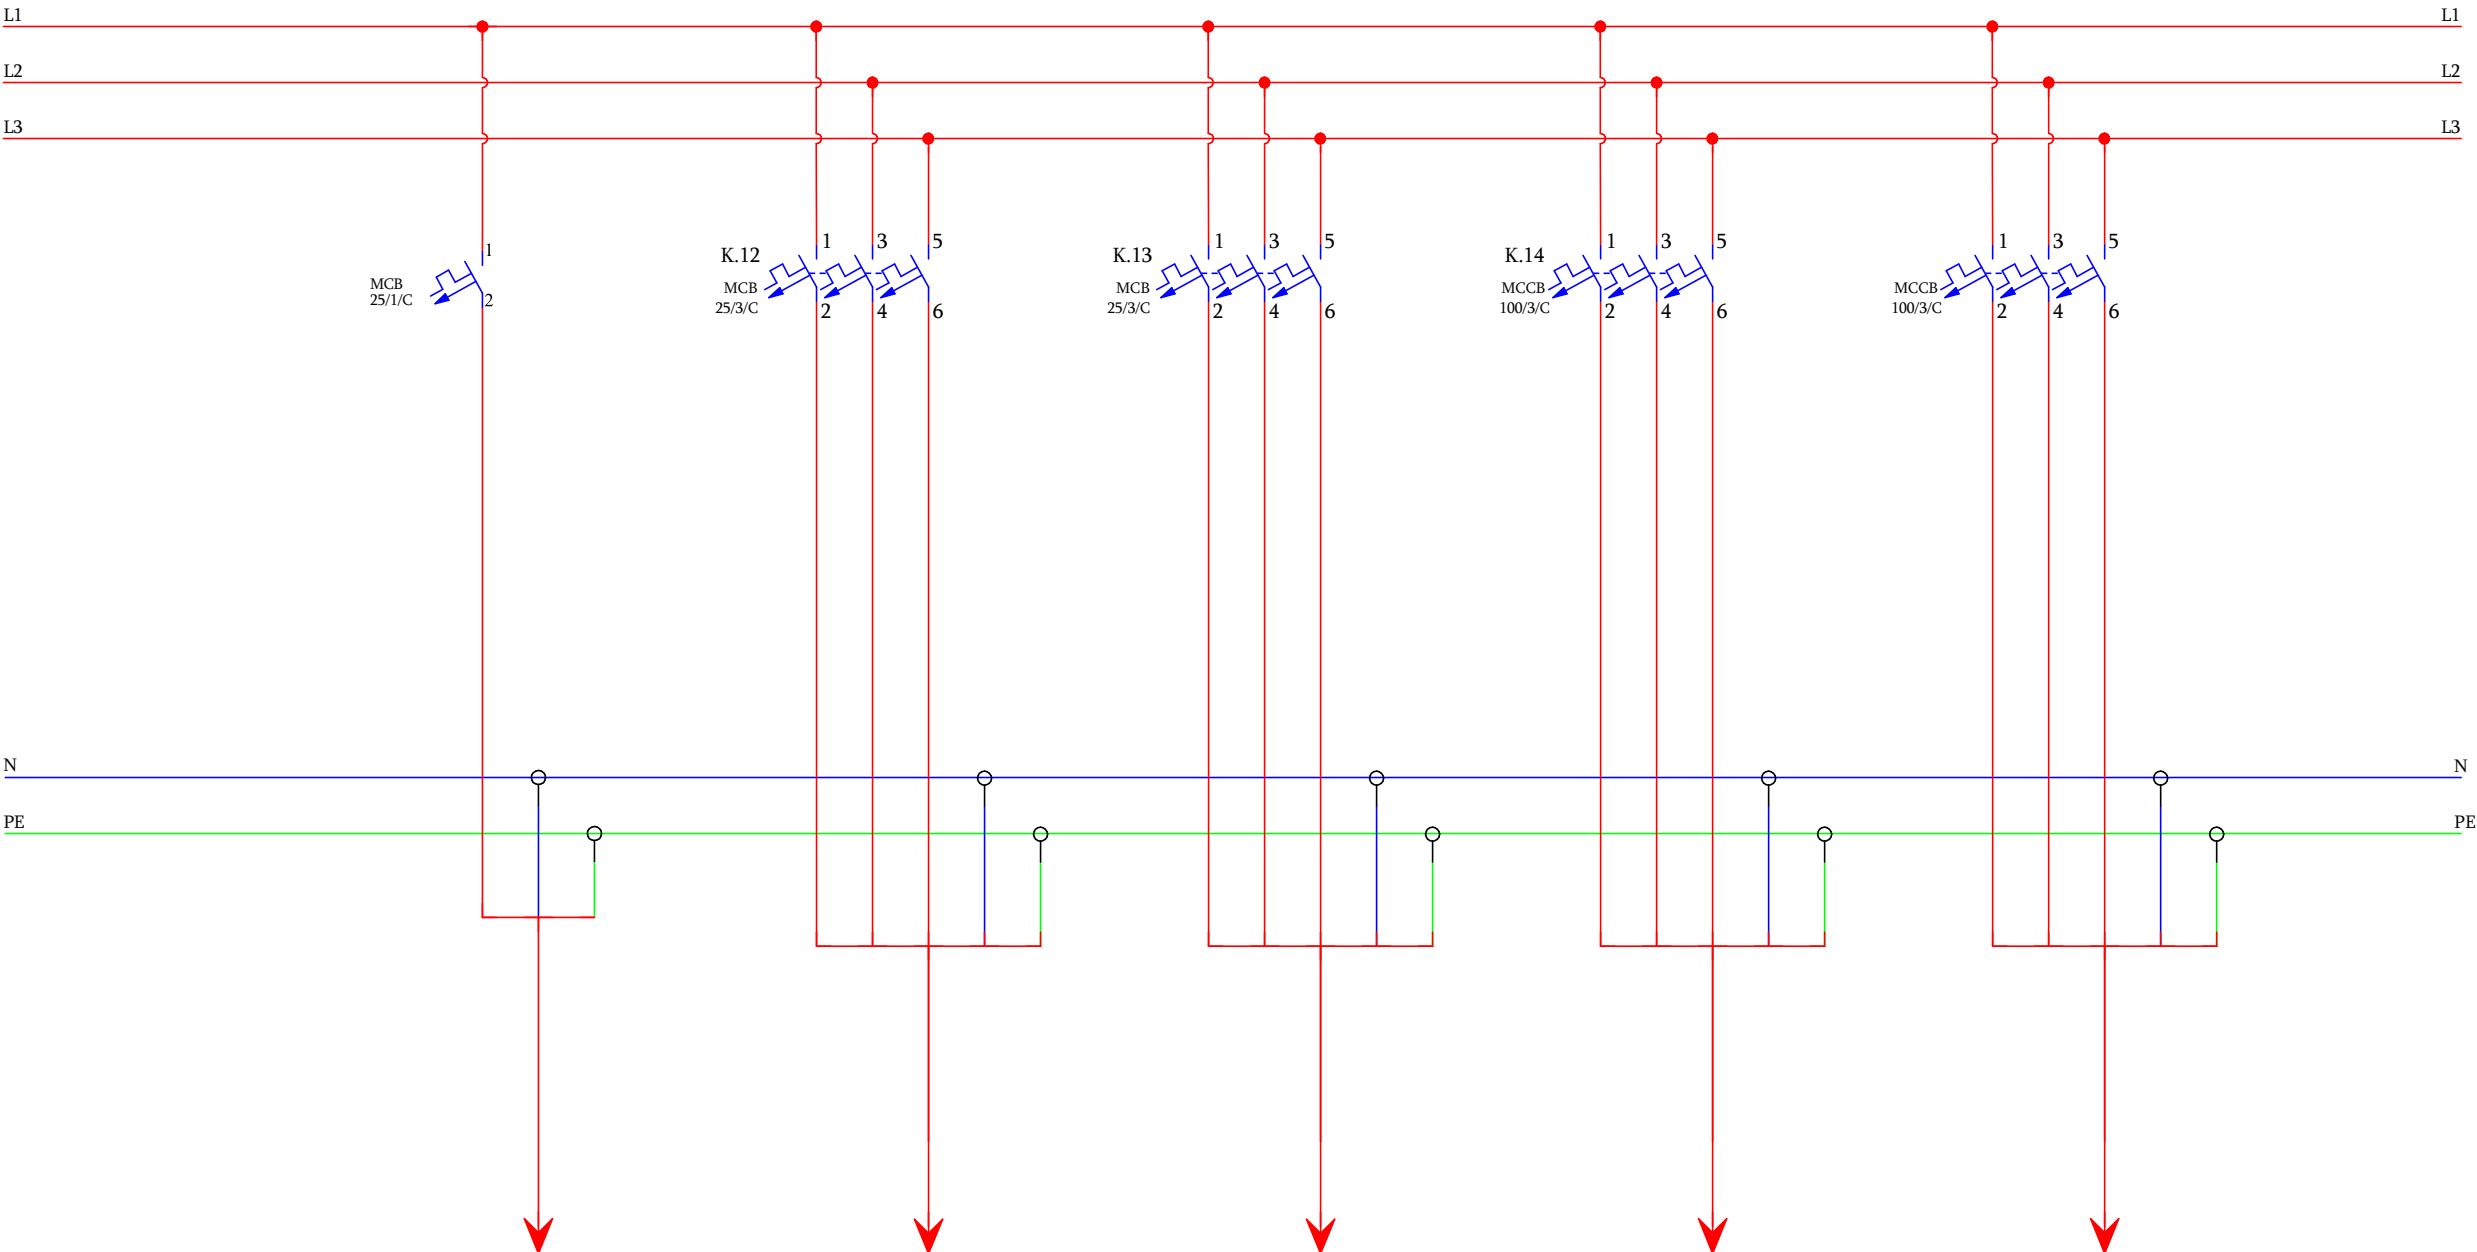 L1 L1
L2 L2
L3 L3
1 3 5 1 3 5 1 3 5 1 3 5
1
K.12 K.13 K.14
MCB MCB MCB MCCB MCCB
25/1/C 25/3/C 25/3/C 100/3/C 100/3/C
2
2 4 6 2 4 6 2 4 6 2 4 6
N N
PE PE